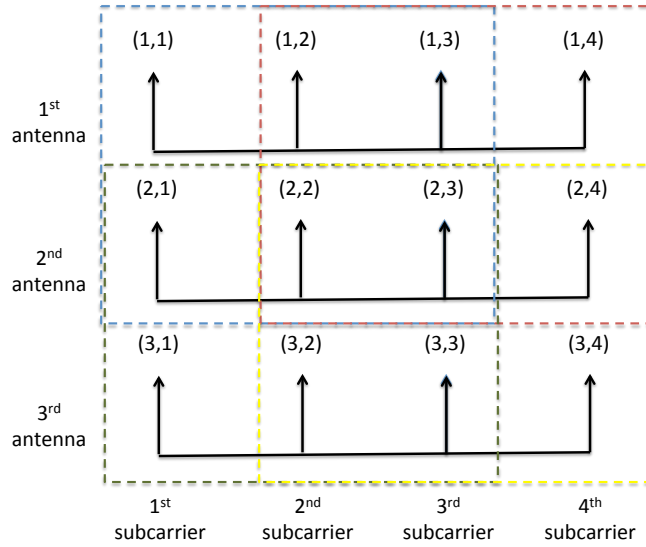 (1,1) (1,2) (1,3) (1,4)
1st
antenna
(2,1) (2,2) (2,3) (2,4)
2nd
antenna
(3,1) (3,2) (3,3) (3,4)
3rd
antenna
1st 2nd 3rd 4th
subcarrier subcarrier subcarrier subcarrier